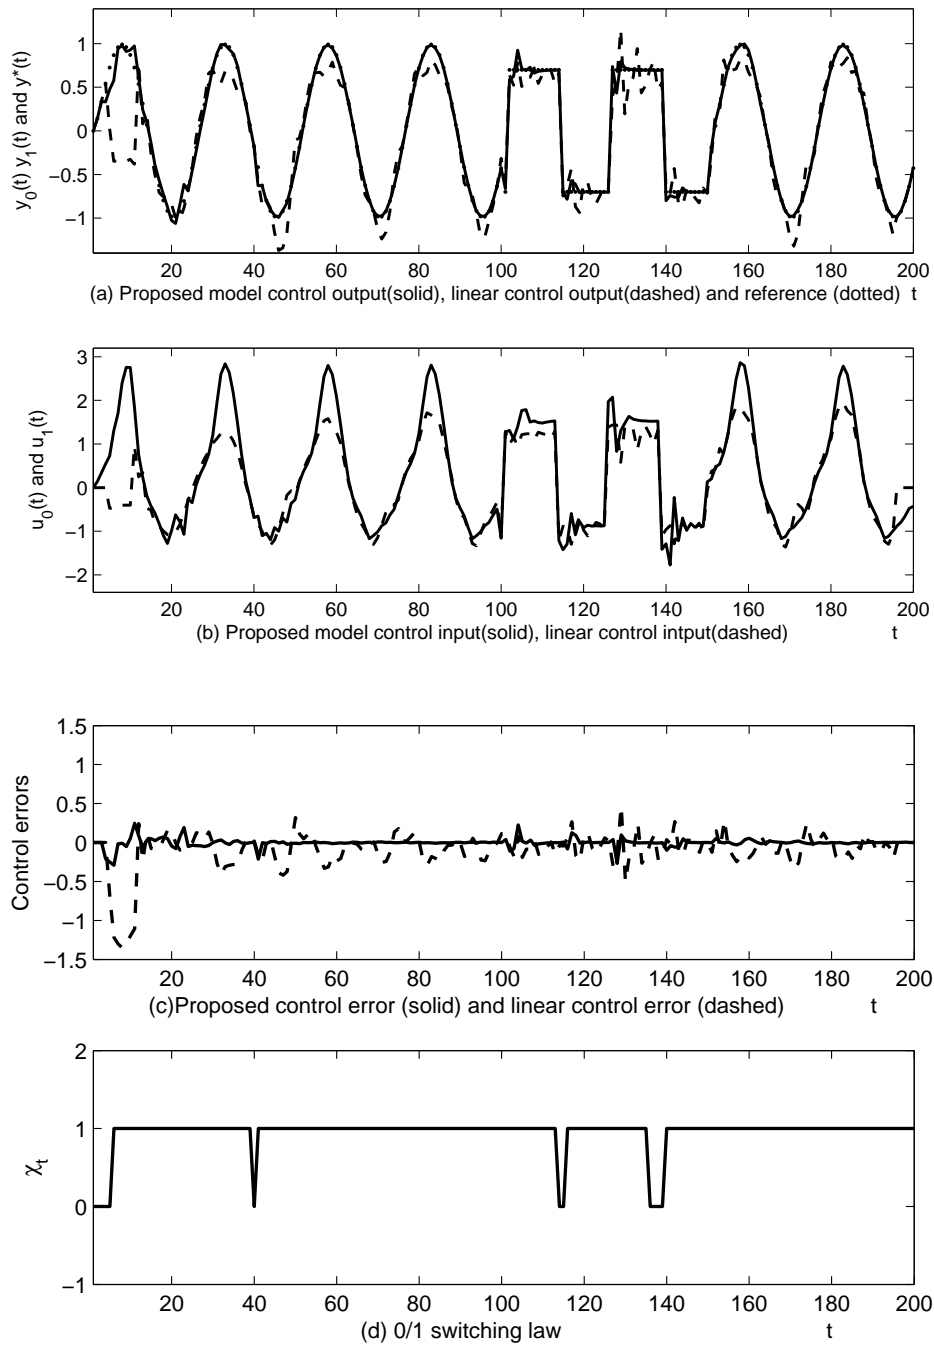 y0(t) y1(t) and y*(t)
1
0.5
0
−0.5
−1
20 40 60 80 100 120 140 160 180 200
(a) Proposed model control output(solid), linear control output(dashed) and reference (dotted) t
u0(t) and u1(t)
3
2
1
0
−1
−2
20 40 60 80 100 120 140 160 180 200
(b) Proposed model control input(solid), linear control intput(dashed) t
Control errors
1.5
1
0.5
0
−0.5
−1
−1.5
20 40 60 80 100 120 140 160 180 200
(c)Proposed control error (solid) and linear control error (dashed) t
χt
2
1
0
−1
20 40 60 80 100 120 140 160 180 200
(d) 0/1 switching law t